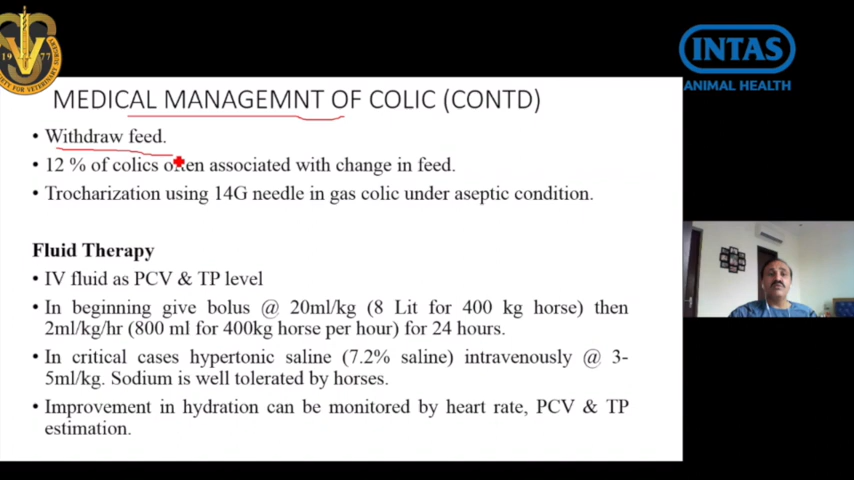 INTAS
ANIMAL HEALTH
MEDICAL MANAGEMNT OF COLIC (CONTD)
• Withdraw feed.
• 12 % of colics often associated with change in feed.
• Trocharization using 14G needle in gas colic under aseptic condition.
Fluid Therapy
• IV fluid as PCV & TP level
• In beginning give bolus @ 20ml/kg (8 Lit for 400 kg horse) then
2ml/kg/hr (800 ml for 400kg horse per hour) for 24 hours.
• In critical cases hypertonic saline (7.2% saline) intravenously @ 3-
5ml/kg. Sodium is well tolerated by horses.
• Improvement in hydration can be monitored by heart rate, PCV & TP
estimation.